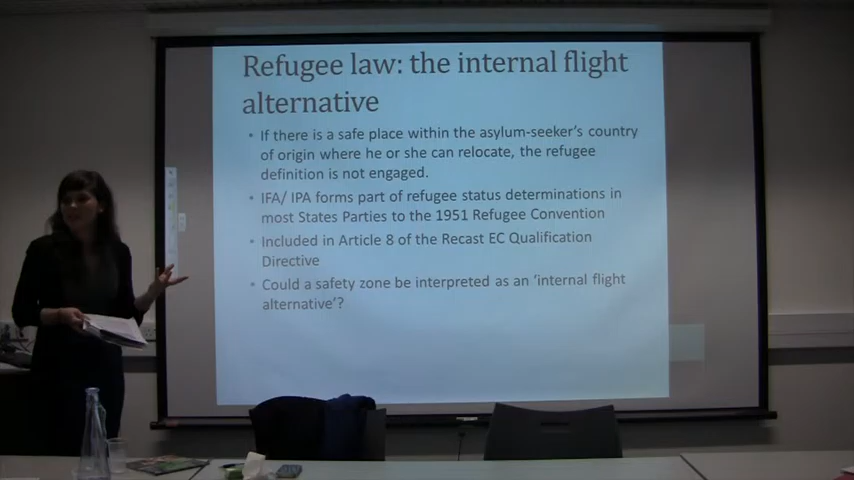 Refugee law: the internal flight
alternative
• If there is a safe place within the asylum-seeker's country
of origin where he or she can relocate, the refugee
definition is not engaged.
• IFA/ IPA forms part of refugee status determinations in
most States Parties to the 1951 Refugee Convention
• Included in Article 8 of the Recast EC Qualification
Directive
• Could a safety zone be interpreted as an 'internal flight
alternative'?